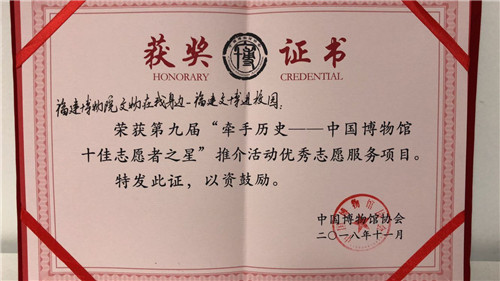 获奖 博 证书
HONORARY CREDENTIAL
福建博物院文物在我身边-福建文博进校园：
荣获第九届“牵手历史——中国博物馆
十佳志愿者之星”推介活动优秀志愿服务项目。
特发此证，以资鼓励。
中国博物馆协会
二〇一八年十一月